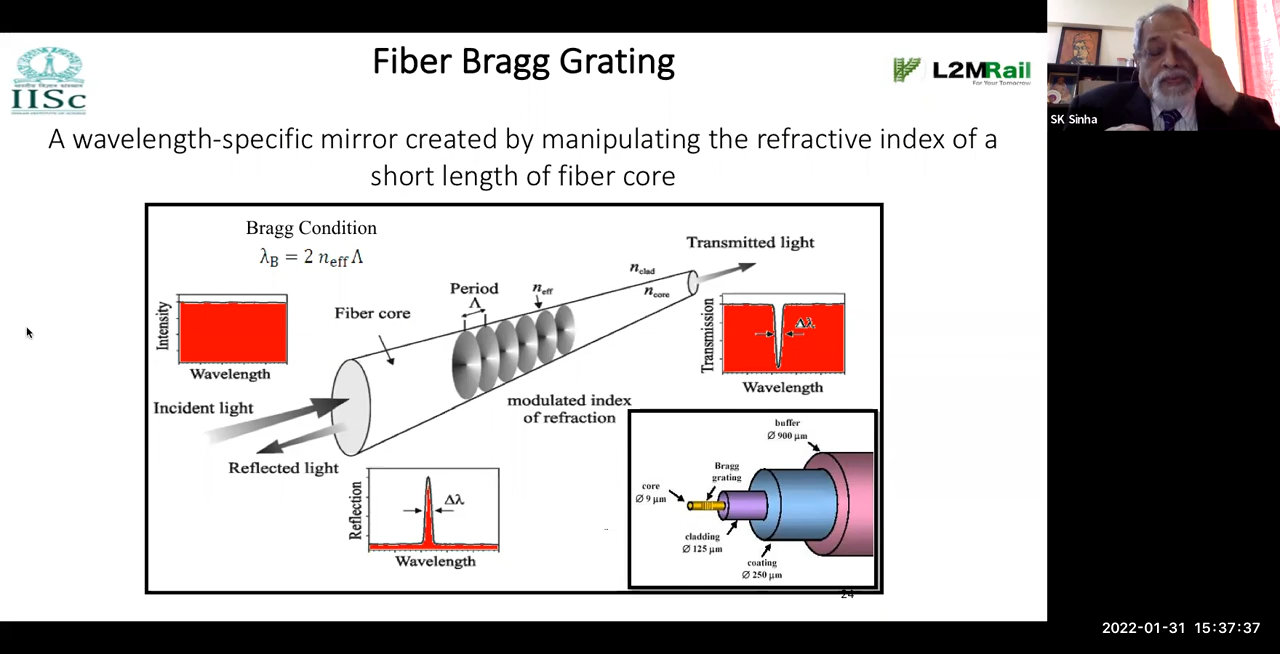 Fiber Bragg Grating
IISc
L2MRail
For Your Tomorrow
SK Sinha
A wavelength-specific mirror created by manipulating the refractive index of a
short length of fiber core
Bragg Condition
λB = 2 neff Λ
Transmitted light
nclad
ncore
Period
Λ
neff
Fiber core
Intensity
Wavelength
Transmission
Δλ
Wavelength
Incident light
modulated index
of refraction
Reflected light
Reflection
Δλ
Wavelength
buffer
Ø 900 µm
Bragg
grating
core
Ø 9 µm
cladding
Ø 125 µm
coating
Ø 250 µm
24
2022-01-31 15:37:37